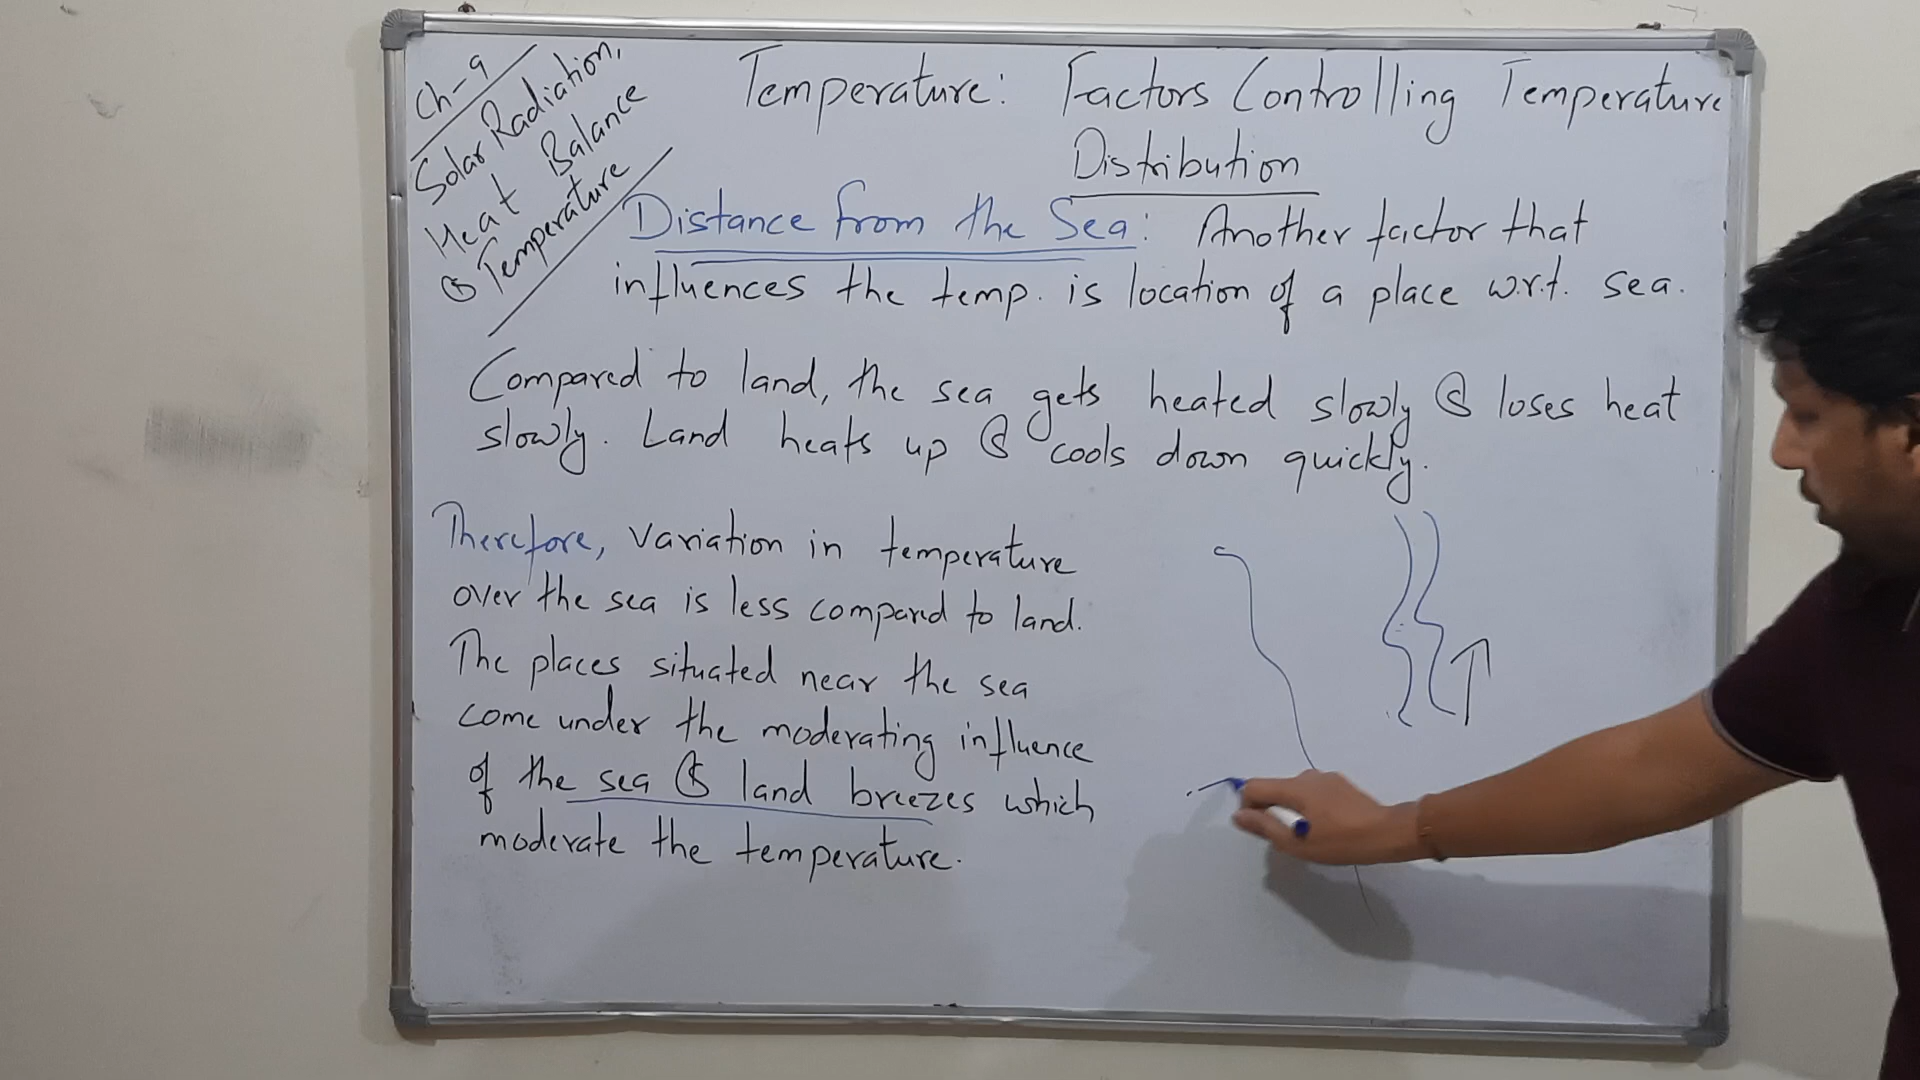 Ch-9
Solar Radiation,
Heat Balance
& Temperature
Temperature: Factors Controlling Temperature
Distribution
Distance from the Sea: Another factor that
influences the temp. is location of a place w.r.t. sea.
Compared to land, the sea gets heated slowly & loses heat
slowly. Land heats up & cools down quickly.
Therefore, variation in temperature
over the sea is less compared to land.
The places situated near the sea
come under the moderating influence
of the sea & land breezes which
moderate the temperature.